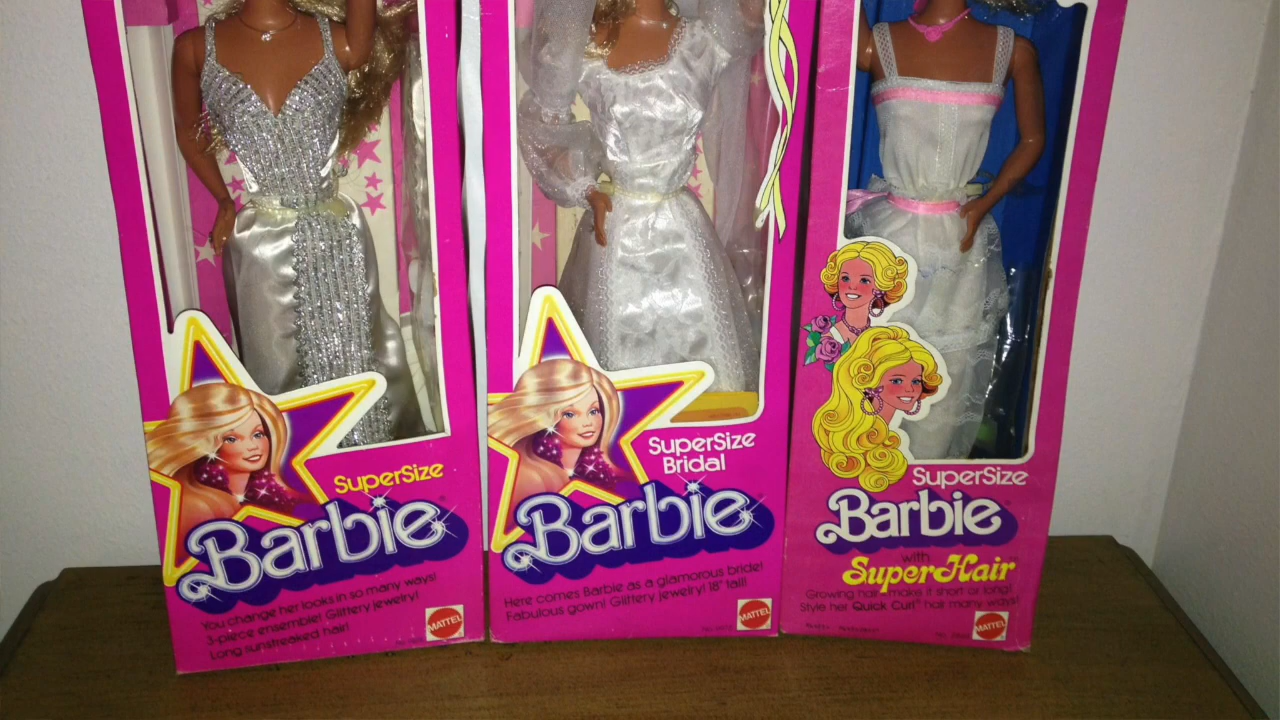 SuperSize
Barbie
You change her looks in so many ways!
3-piece ensemble! Glittery jewelry!
Long sunstreaked hair!
MATTEL
SuperSize
Bridal
Barbie
Here comes Barbie as a glamorous bride!
Fabulous gown! Glittery jewelry! 18" tall!
MATTEL
SuperSize
Barbie
with
SuperHair
Growing hair—make it short or long!
Style her Quick Curl® hair many ways!
MATTEL